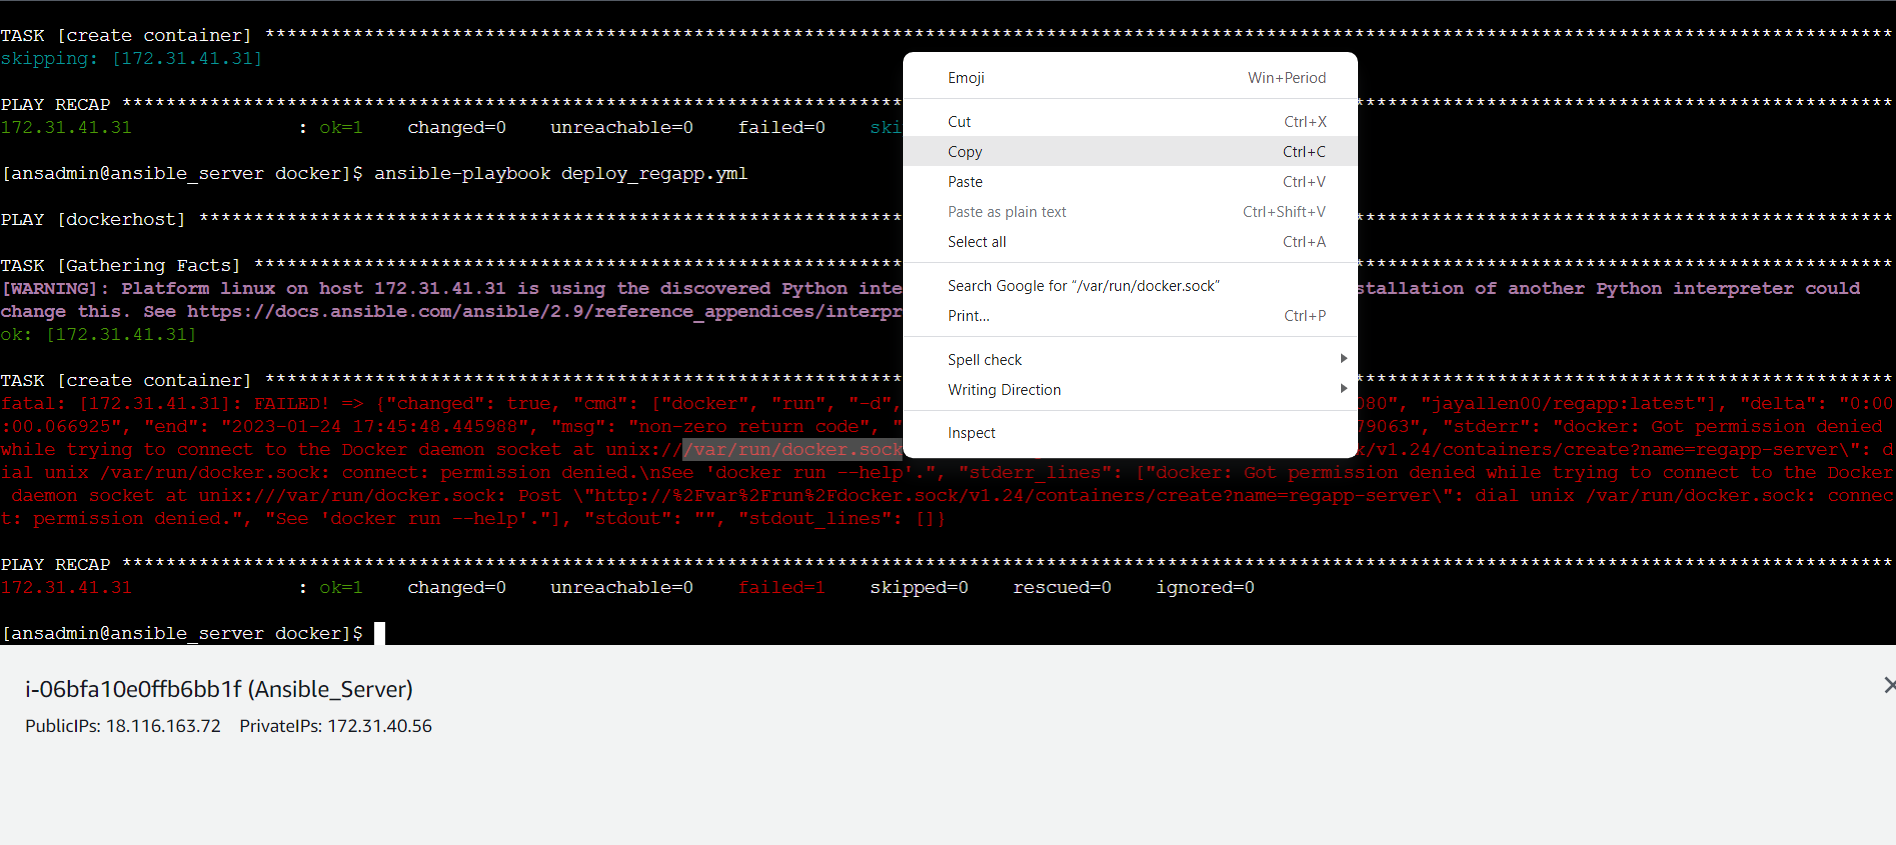 TASK [create container] ****************************************************************************************************************************************************
skipping: [172.31.41.31]
PLAY RECAP ***********************************************************************
172.31.41.31 : ok=1 changed=0 unreachable=0 failed=0 ski
[ansadmin@ansible_server docker]$ ansible-playbook deploy_regapp.yml
PLAY [dockerhost] ****************************************************************
TASK [Gathering Facts] ***********************************************************
[WARNING]: Platform linux on host 172.31.41.31 is using the discovered Python inte stallation of another Python interpreter could
change this. See https://docs.ansible.com/ansible/2.9/reference_appendices/interpr
ok: [172.31.41.31]
TASK [create container] **********************************************************
fatal: [172.31.41.31]: FAILED! => {"changed": true, "cmd": ["docker", "run", "-d", 080", "jayallen00/regapp:latest"], "delta": "0:00
:00.066925", "end": "2023-01-24 17:45:48.445988", "msg": "non-zero return code", " 79063", "stderr": "docker: Got permission denied
while trying to connect to the Docker daemon socket at unix:///var/run/docker.sock k/v1.24/containers/create?name=regapp-server\": d
ial unix /var/run/docker.sock: connect: permission denied.\nSee 'docker run --help'.", "stderr_lines": ["docker: Got permission denied while trying to connect to the Docker
daemon socket at unix:///var/run/docker.sock: Post \"http://%2Fvar%2Frun%2Fdocker.sock/v1.24/containers/create?name=regapp-server\": dial unix /var/run/docker.sock: connec
t: permission denied.", "See 'docker run --help'."], "stdout": "", "stdout_lines": []}
PLAY RECAP *****************************************************************************************************************************************************************
172.31.41.31 : ok=1 changed=0 unreachable=0 failed=1 skipped=0 rescued=0 ignored=0
[ansadmin@ansible_server docker]$
Emoji Win+Period
Cut Ctrl+X
Copy Ctrl+C
Paste Ctrl+V
Paste as plain text Ctrl+Shift+V
Select all Ctrl+A
Search Google for “/var/run/docker.sock”
Print... Ctrl+P
Spell check
Writing Direction
Inspect
i-06bfa10e0ffb6bb1f (Ansible_Server)
PublicIPs: 18.116.163.72 PrivateIPs: 172.31.40.56